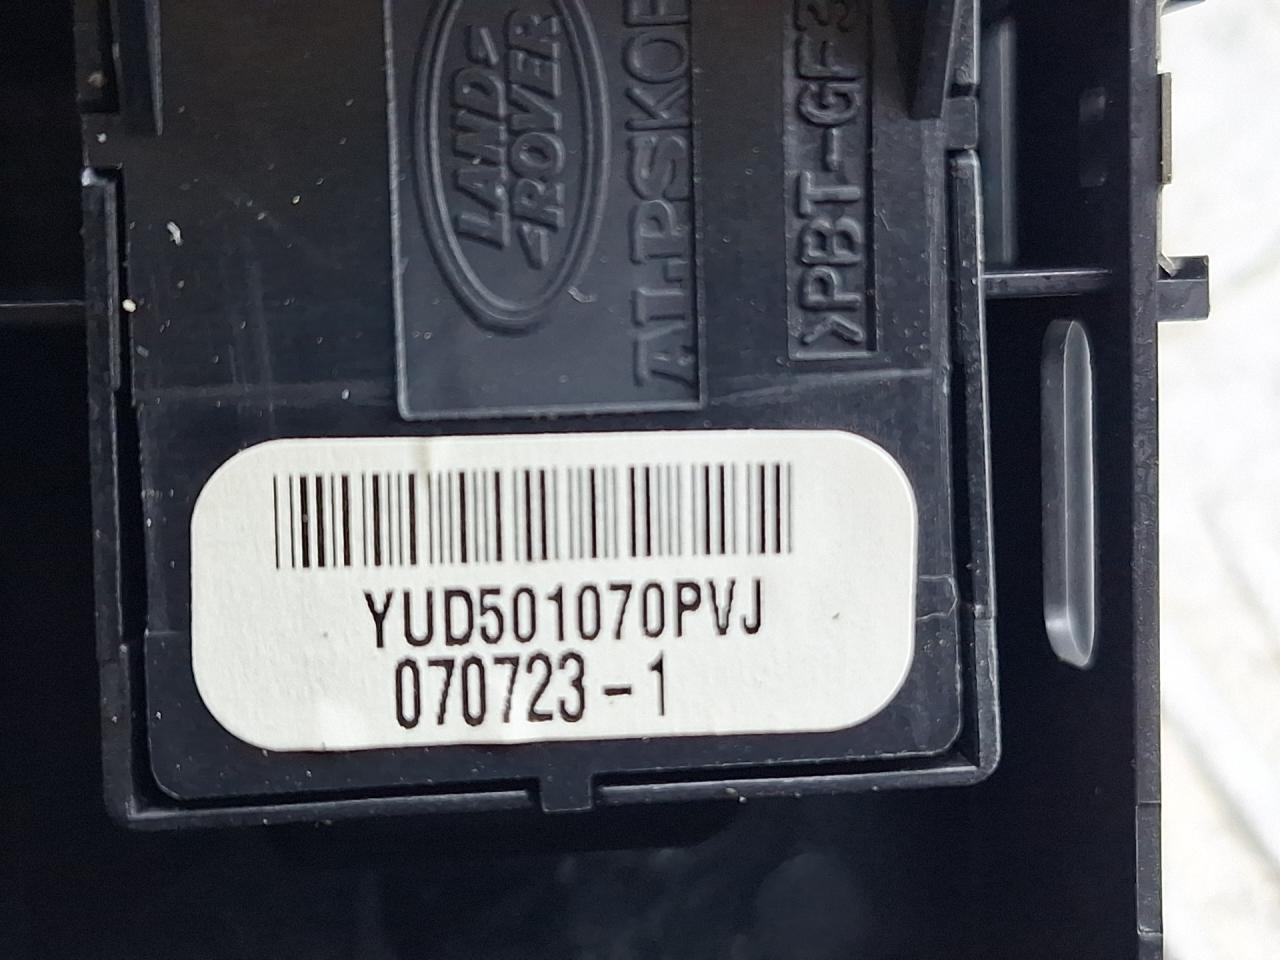 LAND
ROVER
ALPSKOR
>PBT-GF3
YUD501070PVJ
070723-1